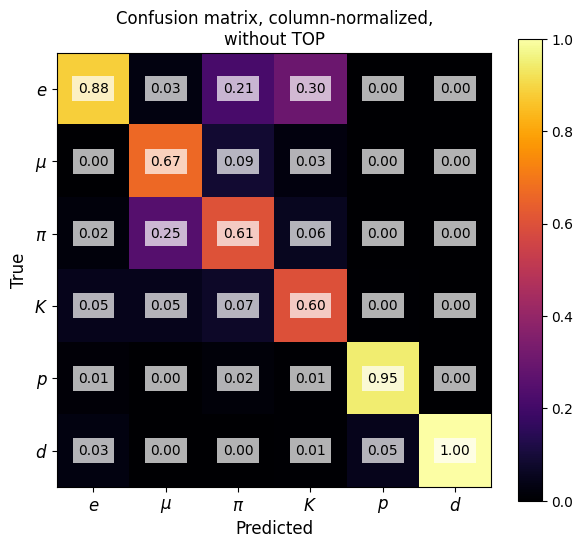 Confusion matrix, column-normalized,
without TOP
True
e 0.88 0.03 0.21 0.30 0.00 0.00
μ 0.00 0.67 0.09 0.03 0.00 0.00
π 0.02 0.25 0.61 0.06 0.00 0.00
K 0.05 0.05 0.07 0.60 0.00 0.00
p 0.01 0.00 0.02 0.01 0.95 0.00
d 0.03 0.00 0.00 0.01 0.05 1.00
e μ π K p d
Predicted
1.0
0.8
0.6
0.4
0.2
0.0